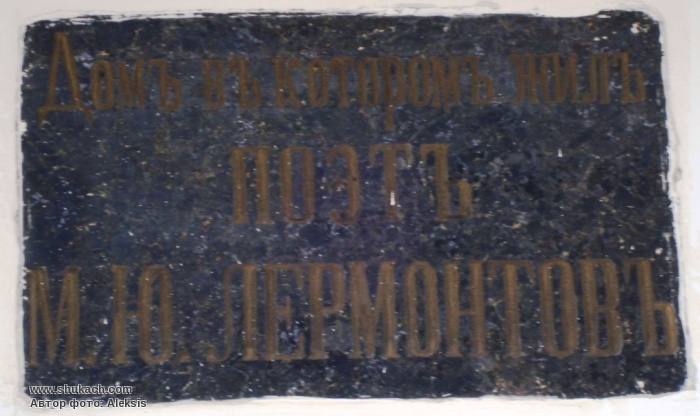 Домъ въ которомъ жилъ
ПОЭТЪ
М.Ю. ЛЕРМОНТОВЪ
www.shukach.com
Автор фото: Aleksis